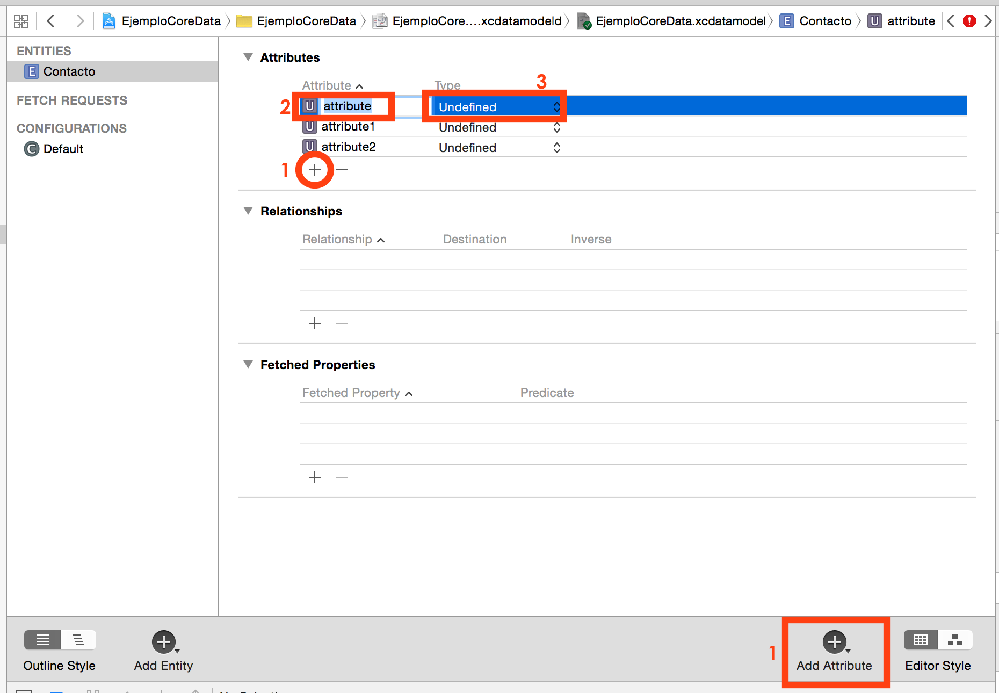 EjemploCoreData EjemploCoreData EjemploCore....xcdatamodeld EjemploCoreData.xcdatamodel E Contacto U attribute
ENTITIES
E Contacto
FETCH REQUESTS
CONFIGURATIONS
C Default
Attributes
Attribute Type 3
2 U attribute Undefined
U attribute1 Undefined
U attribute2 Undefined
1
Relationships
Relationship Destination Inverse
Fetched Properties
Fetched Property Predicate
1
Outline Style Add Entity Add Attribute Editor Style